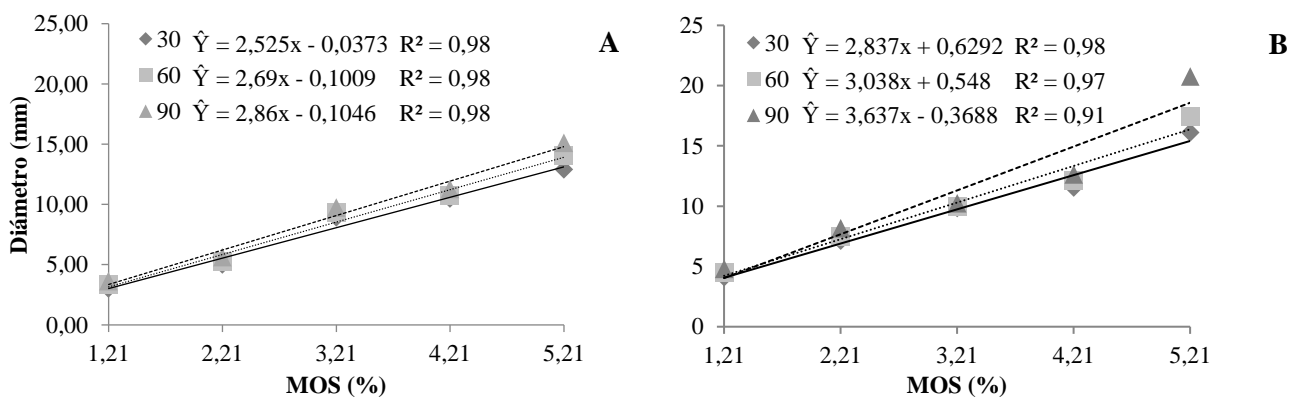 Diámetro (mm)
25,00
20,00
15,00
10,00
5,00
0,00
30 Ŷ = 2,525x - 0,0373 R² = 0,98
60 Ŷ = 2,69x - 0,1009 R² = 0,98
90 Ŷ = 2,86x - 0,1046 R² = 0,98
A
1,21 2,21 3,21 4,21 5,21
MOS (%)
25
20
15
10
5
0
30 Ŷ = 2,837x + 0,6292 R² = 0,98
60 Ŷ = 3,038x + 0,548 R² = 0,97
90 Ŷ = 3,637x - 0,3688 R² = 0,91
B
1,21 2,21 3,21 4,21 5,21
MOS (%)